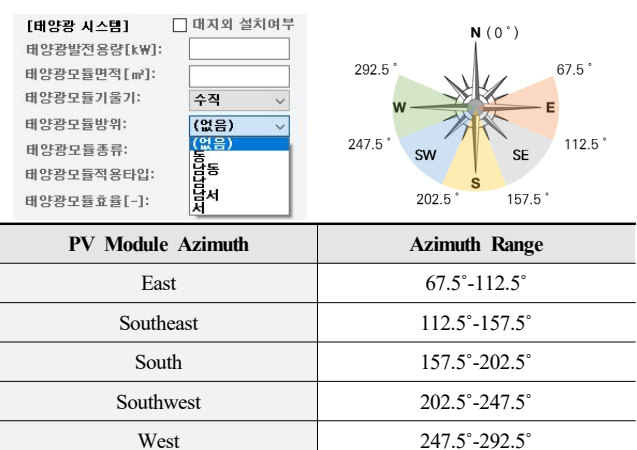 [태양광 시스템] 대지외 설치여부
태양광발전용량[kW]:
태양광모듈면적[㎡]:
태양광모듈기울기: 수직
태양광모듈방위: (없음)
(없음)
태양광모듈종류: 동
태양광모듈적용타입: 남동
남
태양광모듈효율[-]: 남서
서
N (0˚)
292.5˚ 67.5˚
W E
247.5˚ 112.5˚
SW SE
S
202.5˚ 157.5˚
PV Module Azimuth Azimuth Range
East 67.5˚-112.5˚
Southeast 112.5˚-157.5˚
South 157.5˚-202.5˚
Southwest 202.5˚-247.5˚
West 247.5˚-292.5˚